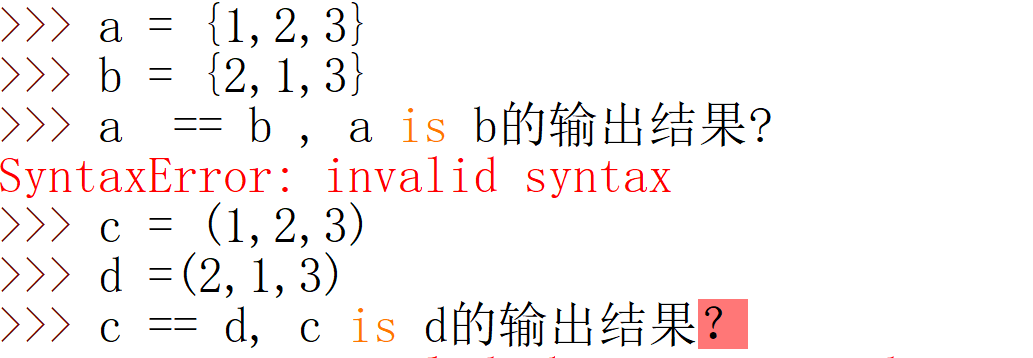 >>> a = {1,2,3}
>>> b = {2,1,3}
>>> a  == b , a is b的输出结果?
SyntaxError: invalid syntax
>>> c = (1,2,3)
>>> d =(2,1,3)
>>> c == d, c is d的输出结果？